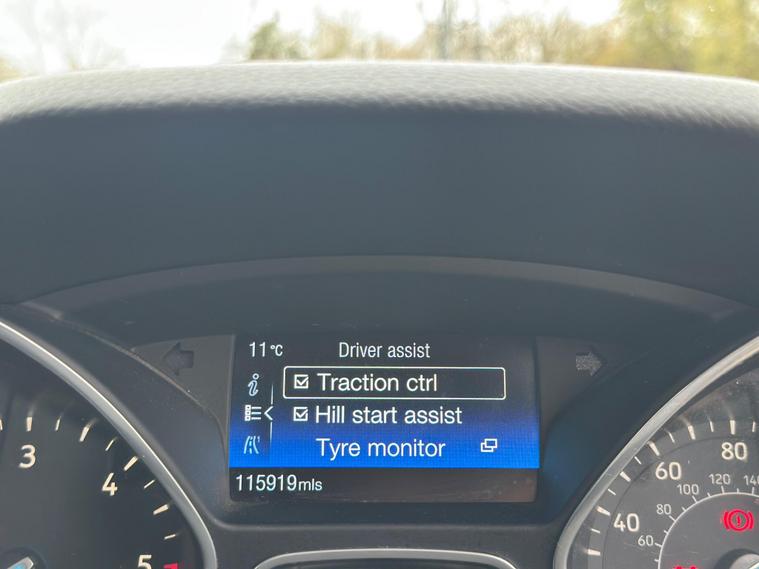 11°C Driver assist
Traction ctrl
Hill start assist
Tyre monitor
115919mls
3
4
5
40
60
80
60
80
100
120